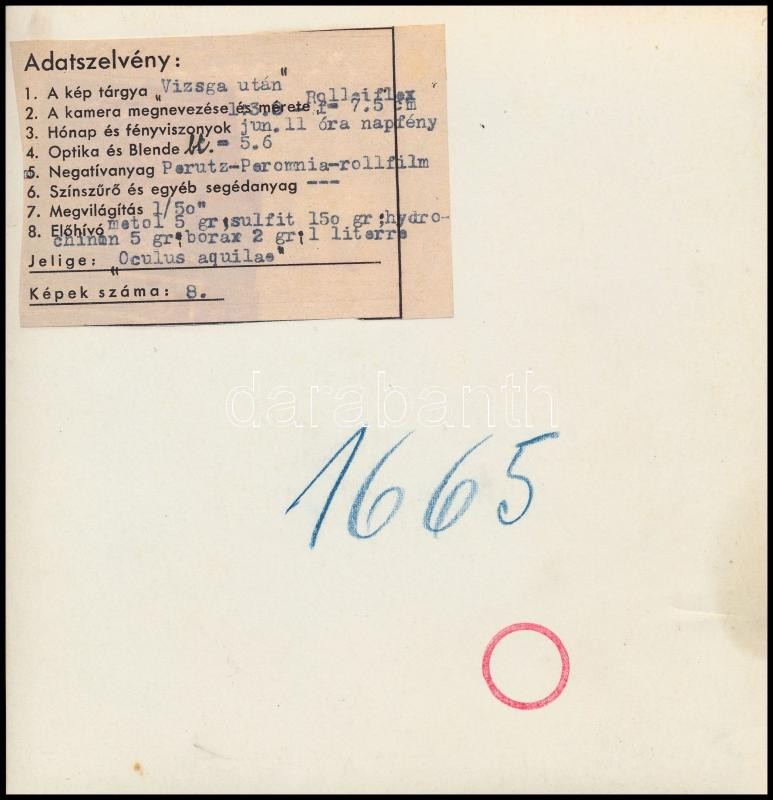 Adatszelvény:
1. A kép tárgya „Vizsga után"
2. A kamera megnevezése és mérete Rolleiflex
f= 7.5 cm
3. Hónap és fényviszonyok jun. 11 óra napfény
4. Optika és Blende bl. - 5.6
5. Negatívanyag Perutz-Peromnia-rollfilm
6. Színszűrő és egyéb segédanyag ---
7. Megvilágítás 1/50"
8. Előhívó metol 5 gr;sulfit 150 gr;hydro-
chinon 5 gr;borax 2 gr;1 literre
Jelige: „Oculus aquilae"
Képek száma: 8.
darabanth
1665